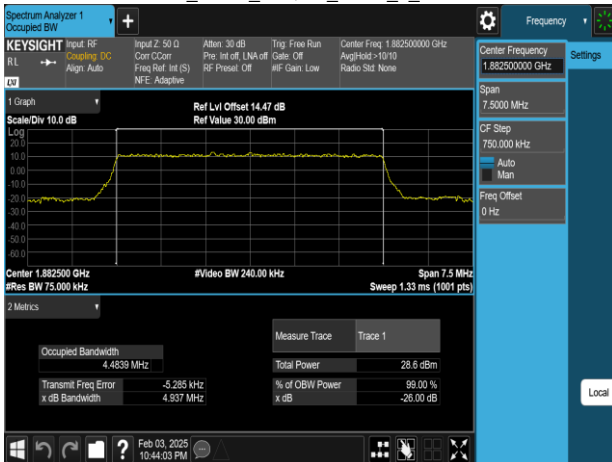 Spectrum Analyzer 1
Occupied BW
+
Frequency
KEYSIGHT
RL
Input: RF
Coupling: DC
Align: Auto
Input Z: 50 Ω
Corr CCorr
Freq Ref: Int (S)
NFE: Adaptive
Atten: 30 dB
Pre: Int off, LNA off
RF Preset: Off
Trig: Free Run
Gate: Off
#IF Gain: Low
Center Freq: 1.882500000 GHz
Avg|Hold:>10/10
Radio Std: None
LXI
Center Frequency
1.882500000 GHz
Settings
Span
7.5000 MHz
CF Step
750.000 kHz
Auto
Man
Freq Offset
0 Hz
1 Graph
Scale/Div 10.0 dB
Ref Lvl Offset 14.47 dB
Ref Value 30.00 dBm
Log
20.0
10.0
0.00
-10.0
-20.0
-30.0
-40.0
-50.0
-60.0
Center 1.882500 GHz
#Res BW 75.000 kHz
#Video BW 240.00 kHz
Span 7.5 MHz
Sweep 1.33 ms (1001 pts)
2 Metrics
Measure Trace Trace 1
Occupied Bandwidth
4.4839 MHz
Total Power 28.6 dBm
Transmit Freq Error -5.285 kHz
% of OBW Power 99.00 %
x dB Bandwidth 4.937 MHz
x dB -26.00 dB
Local
?
Feb 03, 2025
10:44:03 PM